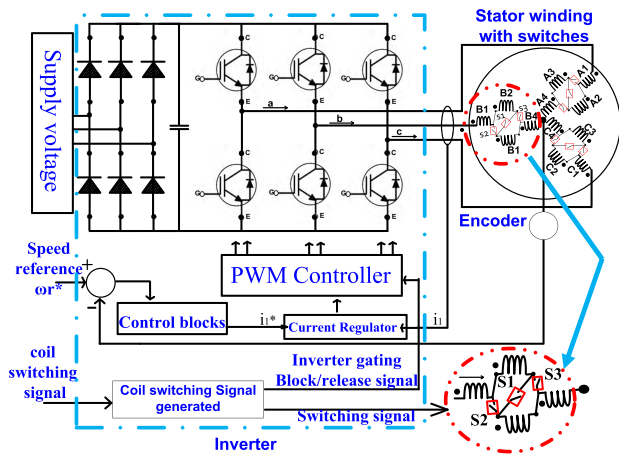 Stator winding
with switches
Supply voltage
C
C
C
G
G
G
E
E
E
a
b
c
C
C
C
G
G
G
E
E
E
A3
A1
A4
A2
B2
B1
S1
S3
S2
B4
B1
C3
C2
C1
Encoder
Speed
reference
ωr*
+
−
PWM Controller
Control blocks
i1*
Current Regulator
i1
coil
switching
signal
Inverter gating
Block/release signal
Coil switching Signal
generated
Switching signal
Inverter
S1
S3
S2